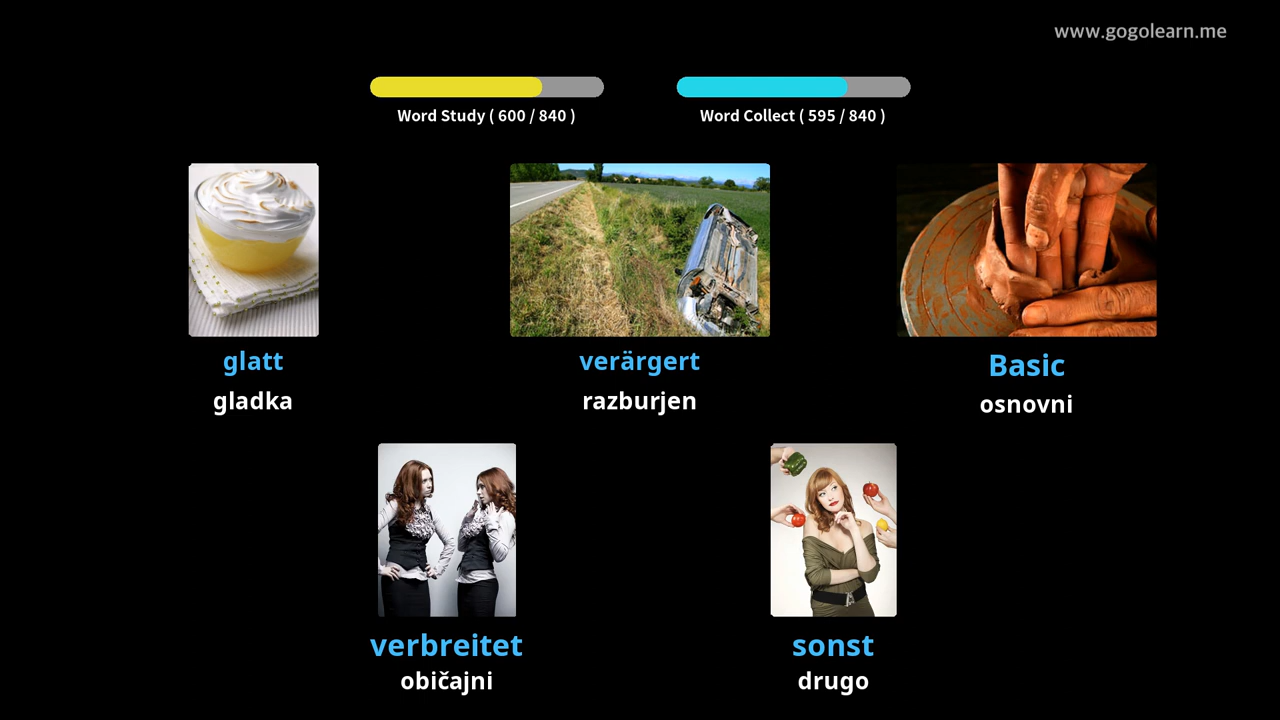 www.gogolearn.me
Word Study ( 600 / 840 )
Word Collect ( 595 / 840 )
glatt
gladka
verärgert
razburjen
Basic
osnovni
verbreitet
običajni
sonst
drugo